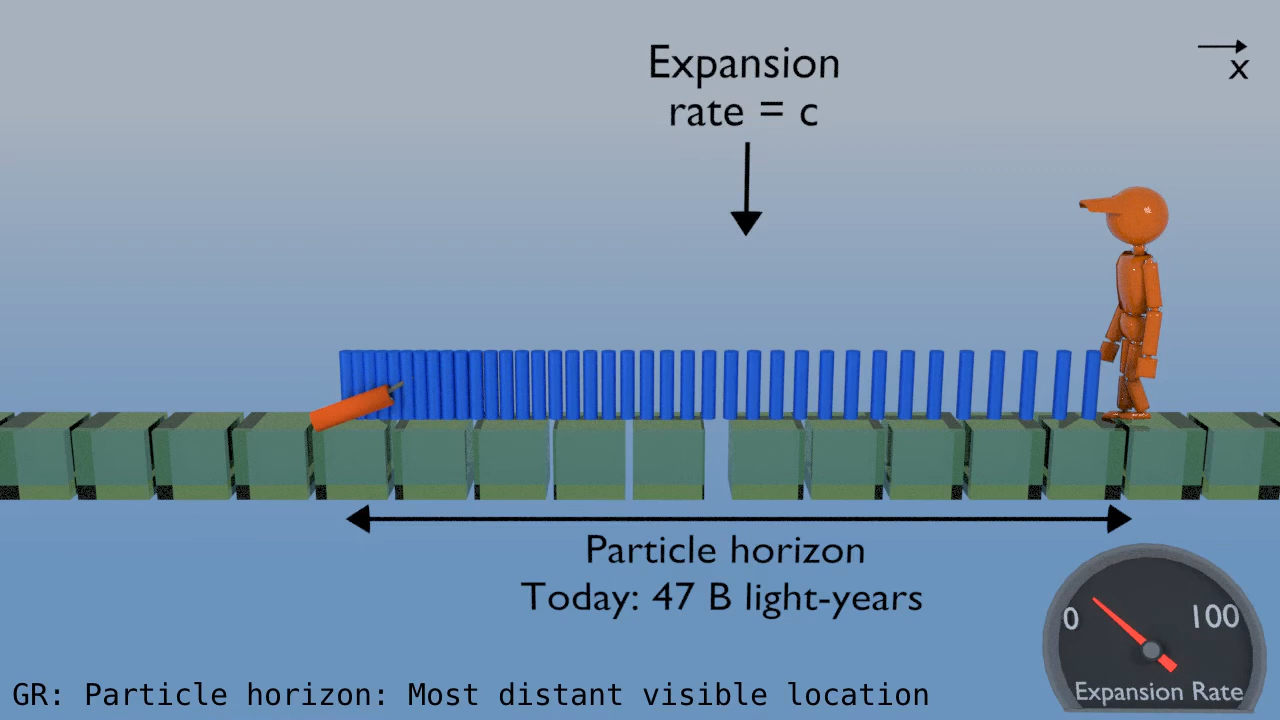 Expansion
rate = c
x
Particle horizon
Today: 47 B light-years
0
100
Expansion Rate
GR: Particle horizon: Most distant visible location